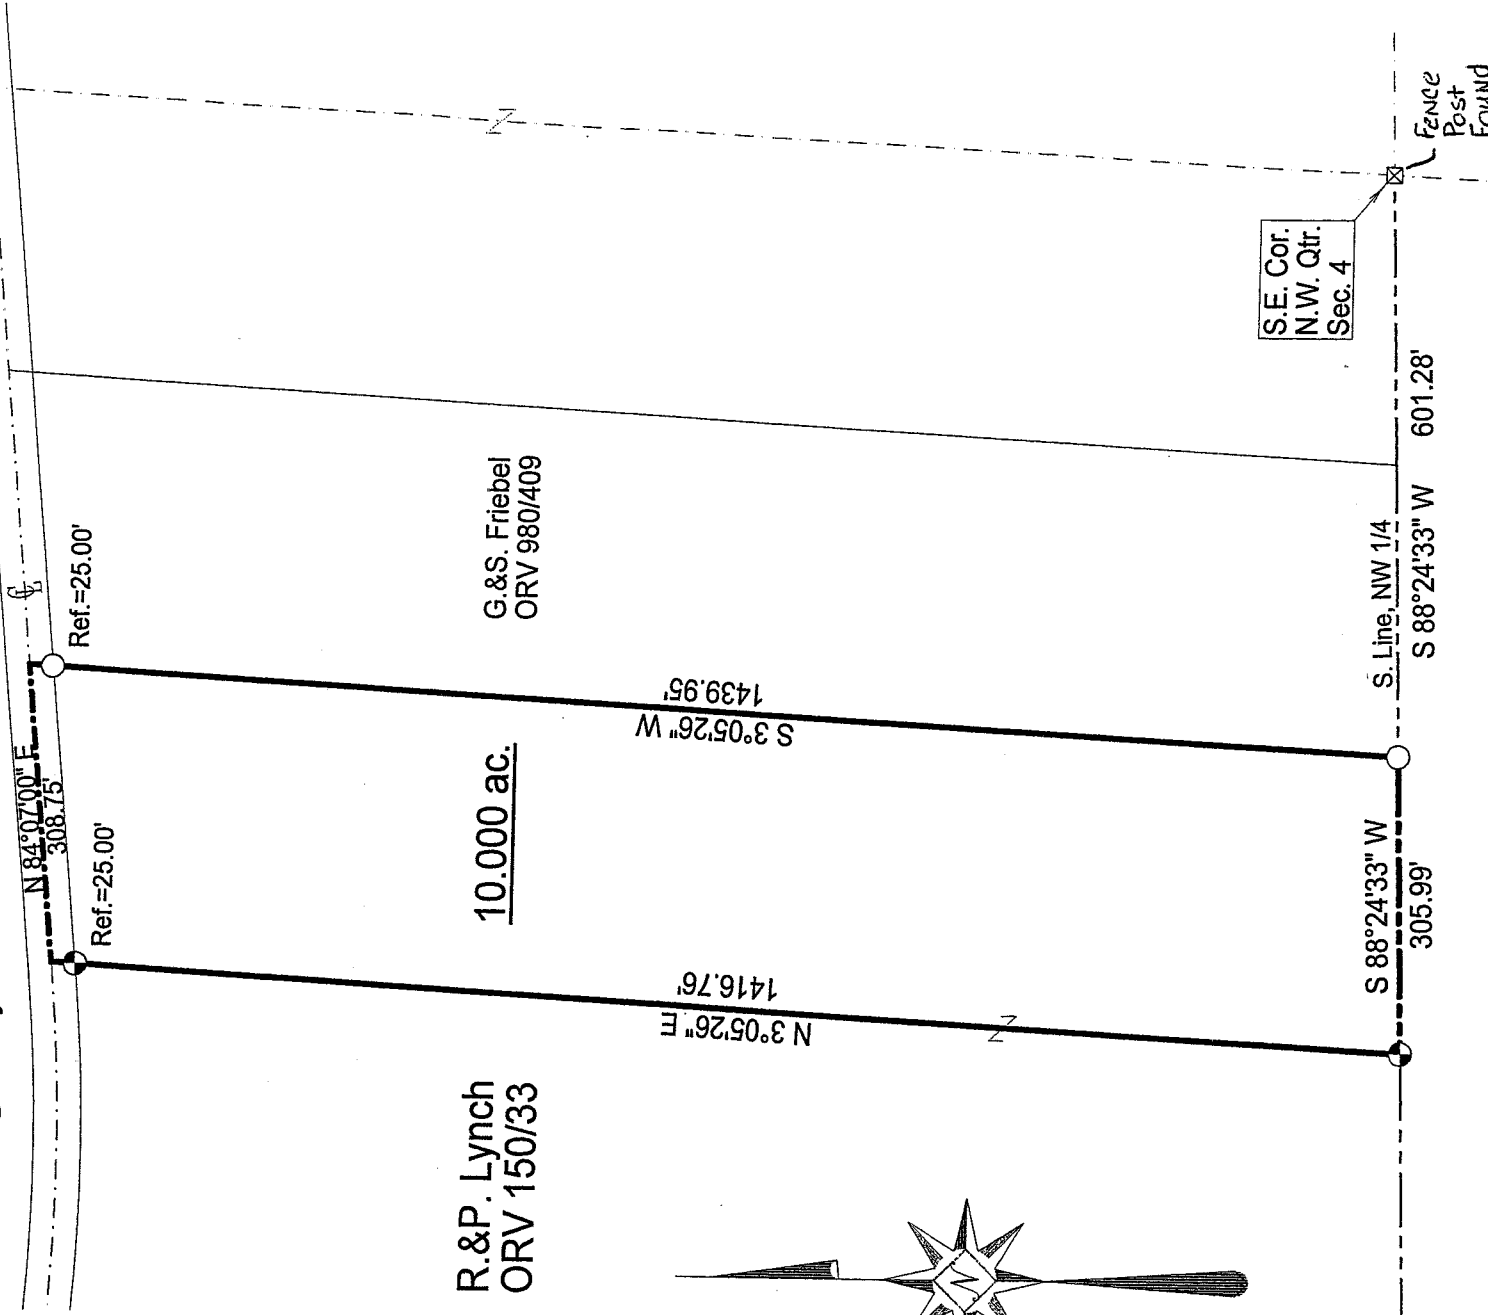 N 84°07'00" E
308.75'
Ref.=25.00'
Ref.=25.00'
℄
G.&S. Friebel
ORV 980/409
S 3°05'26" W
1439.95'
10.000 ac.
N 3°05'26" E
1416.76'
R.&P. Lynch
ORV 150/33
S.E. Cor.
N.W. Qtr.
Sec. 4
Fence
Post
Found
S. Line, NW 1/4
S 88°24'33" W 601.28'
S 88°24'33" W
305.99'
N